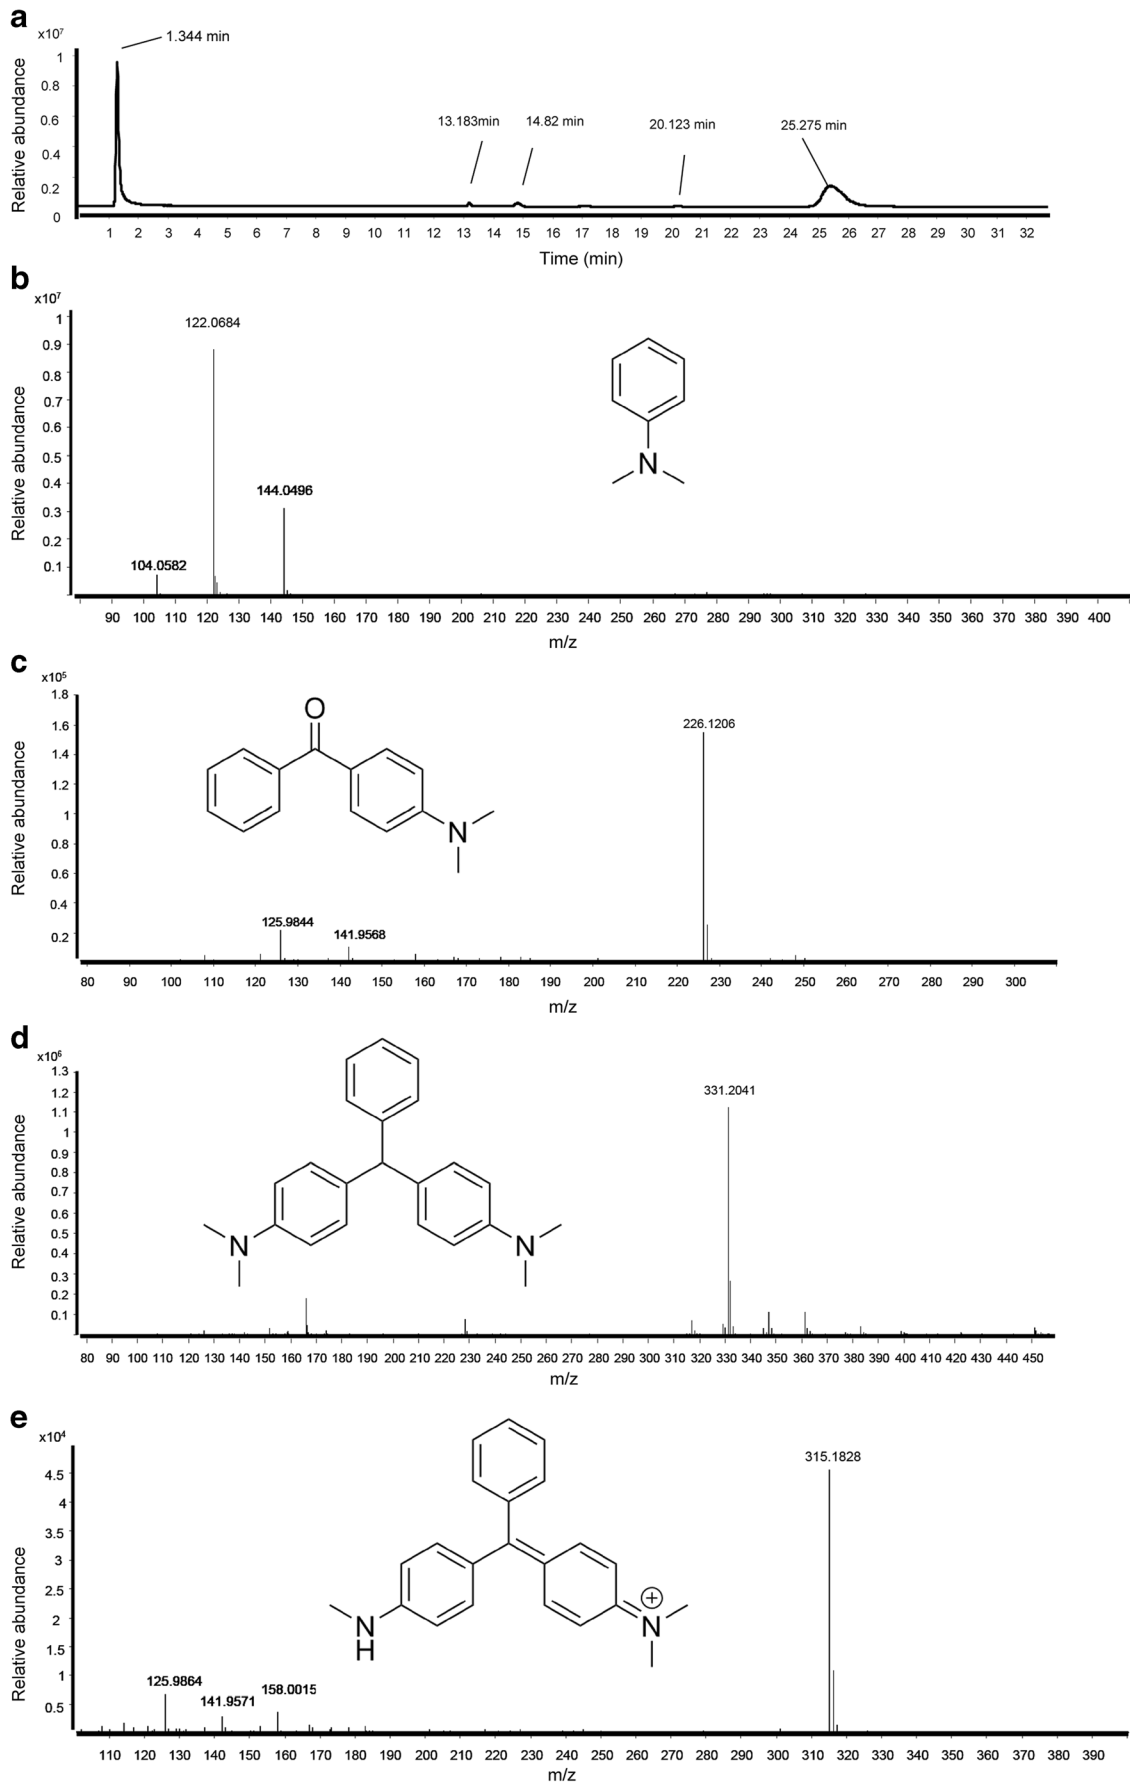 a
x10⁷
1.344 min
1
0.8
0.6
0.4
0.2
0
Relative abundance
13.183min
14.82 min
20.123 min
25.275 min
1 2 3 4 5 6 7 8 9 10 11 12 13 14 15 16 17 18 19 20 21 22 23 24 25 26 27 28 29 30 31 32
Time (min)
b
x10⁷
1
0.9
0.8
0.7
0.6
0.5
0.4
0.3
0.2
0.1
Relative abundance
122.0684
144.0496
104.0582
N
90 100 110 120 130 140 150 160 170 180 190 200 210 220 230 240 250 260 270 280 290 300 310 320 330 340 350 360 370 380 390 400
m/z
c
x10⁵
1.8
1.6
1.4
1.2
1
0.8
0.6
0.4
0.2
Relative abundance
O
N
226.1206
125.9844
141.9568
80 90 100 110 120 130 140 150 160 170 180 190 200 210 220 230 240 250 260 270 280 290 300
m/z
d
x10⁶
1.3
1.2
1.1
1
0.9
0.8
0.7
0.6
0.5
0.4
0.3
0.2
0.1
Relative abundance
331.2041
N N
80 90 100 110 120 130 140 150 160 170 180 190 200 210 220 230 240 250 260 270 280 290 300 310 320 330 340 350 360 370 380 390 400 410 420 430 440 450
m/z
e
x10⁴
4.5
4
3.5
3
2.5
2
1.5
1
0.5
Relative abundance
315.1828
+
N N
H
125.9864
141.9571
158.0015
110 120 130 140 150 160 170 180 190 200 210 220 230 240 250 260 270 280 290 300 310 320 330 340 350 360 370 380 390
m/z